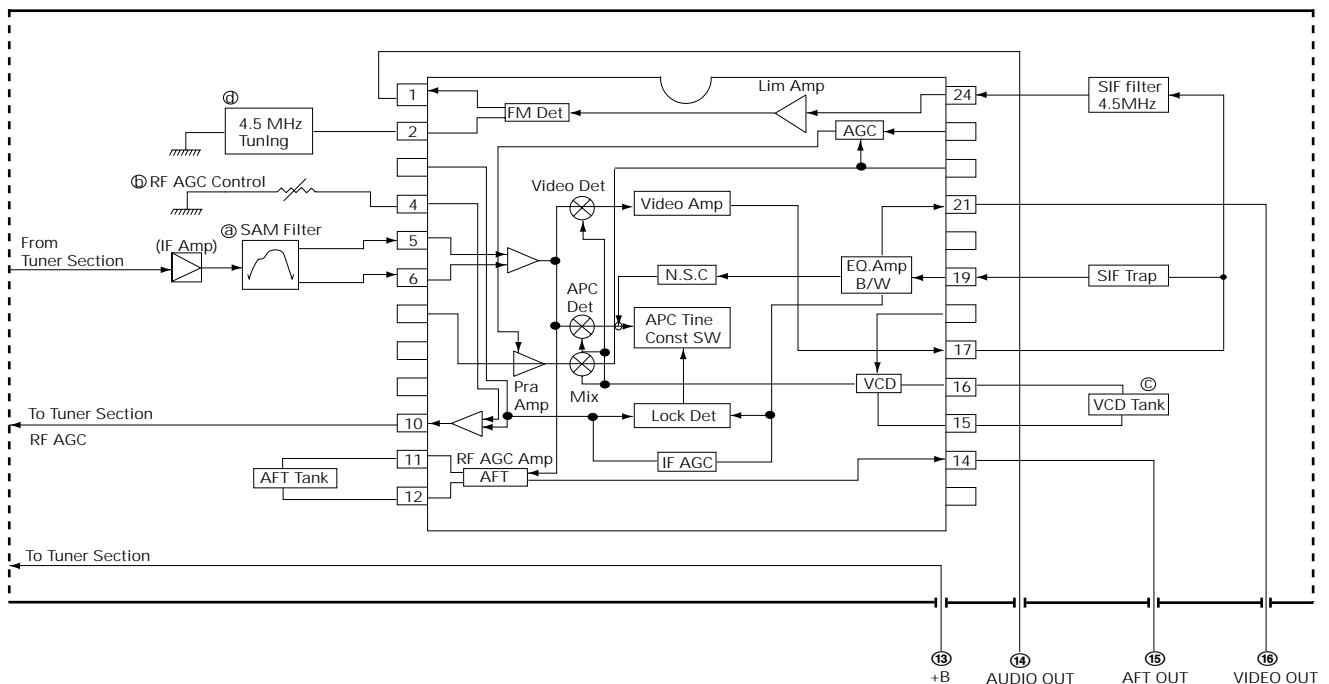 1
Lim Amp
24
SIF filter
4.5MHz
ⓓ
4.5 MHz
TunIng
2
FM Det
AGC
ⓑ RF AGC Control
4
Video Det
Video Amp
21
ⓐ SAM Filter
(IF Amp)
From
Tuner Section
5
6
N.S.C
EQ.Amp
B/W
19
SIF Trap
APC
Det
APC Tine
Const SW
17
Pra
Amp
Mix
VCD
16
ⓒ
VCD Tank
15
To Tuner Section
RF AGC
10
Lock Det
11
RF AGC Amp
IF AGC
14
AFT Tank
AFT
12
To Tuner Section
⑬
+B
⑭
AUDIO OUT
⑮
AFT OUT
⑯
VIDEO OUT